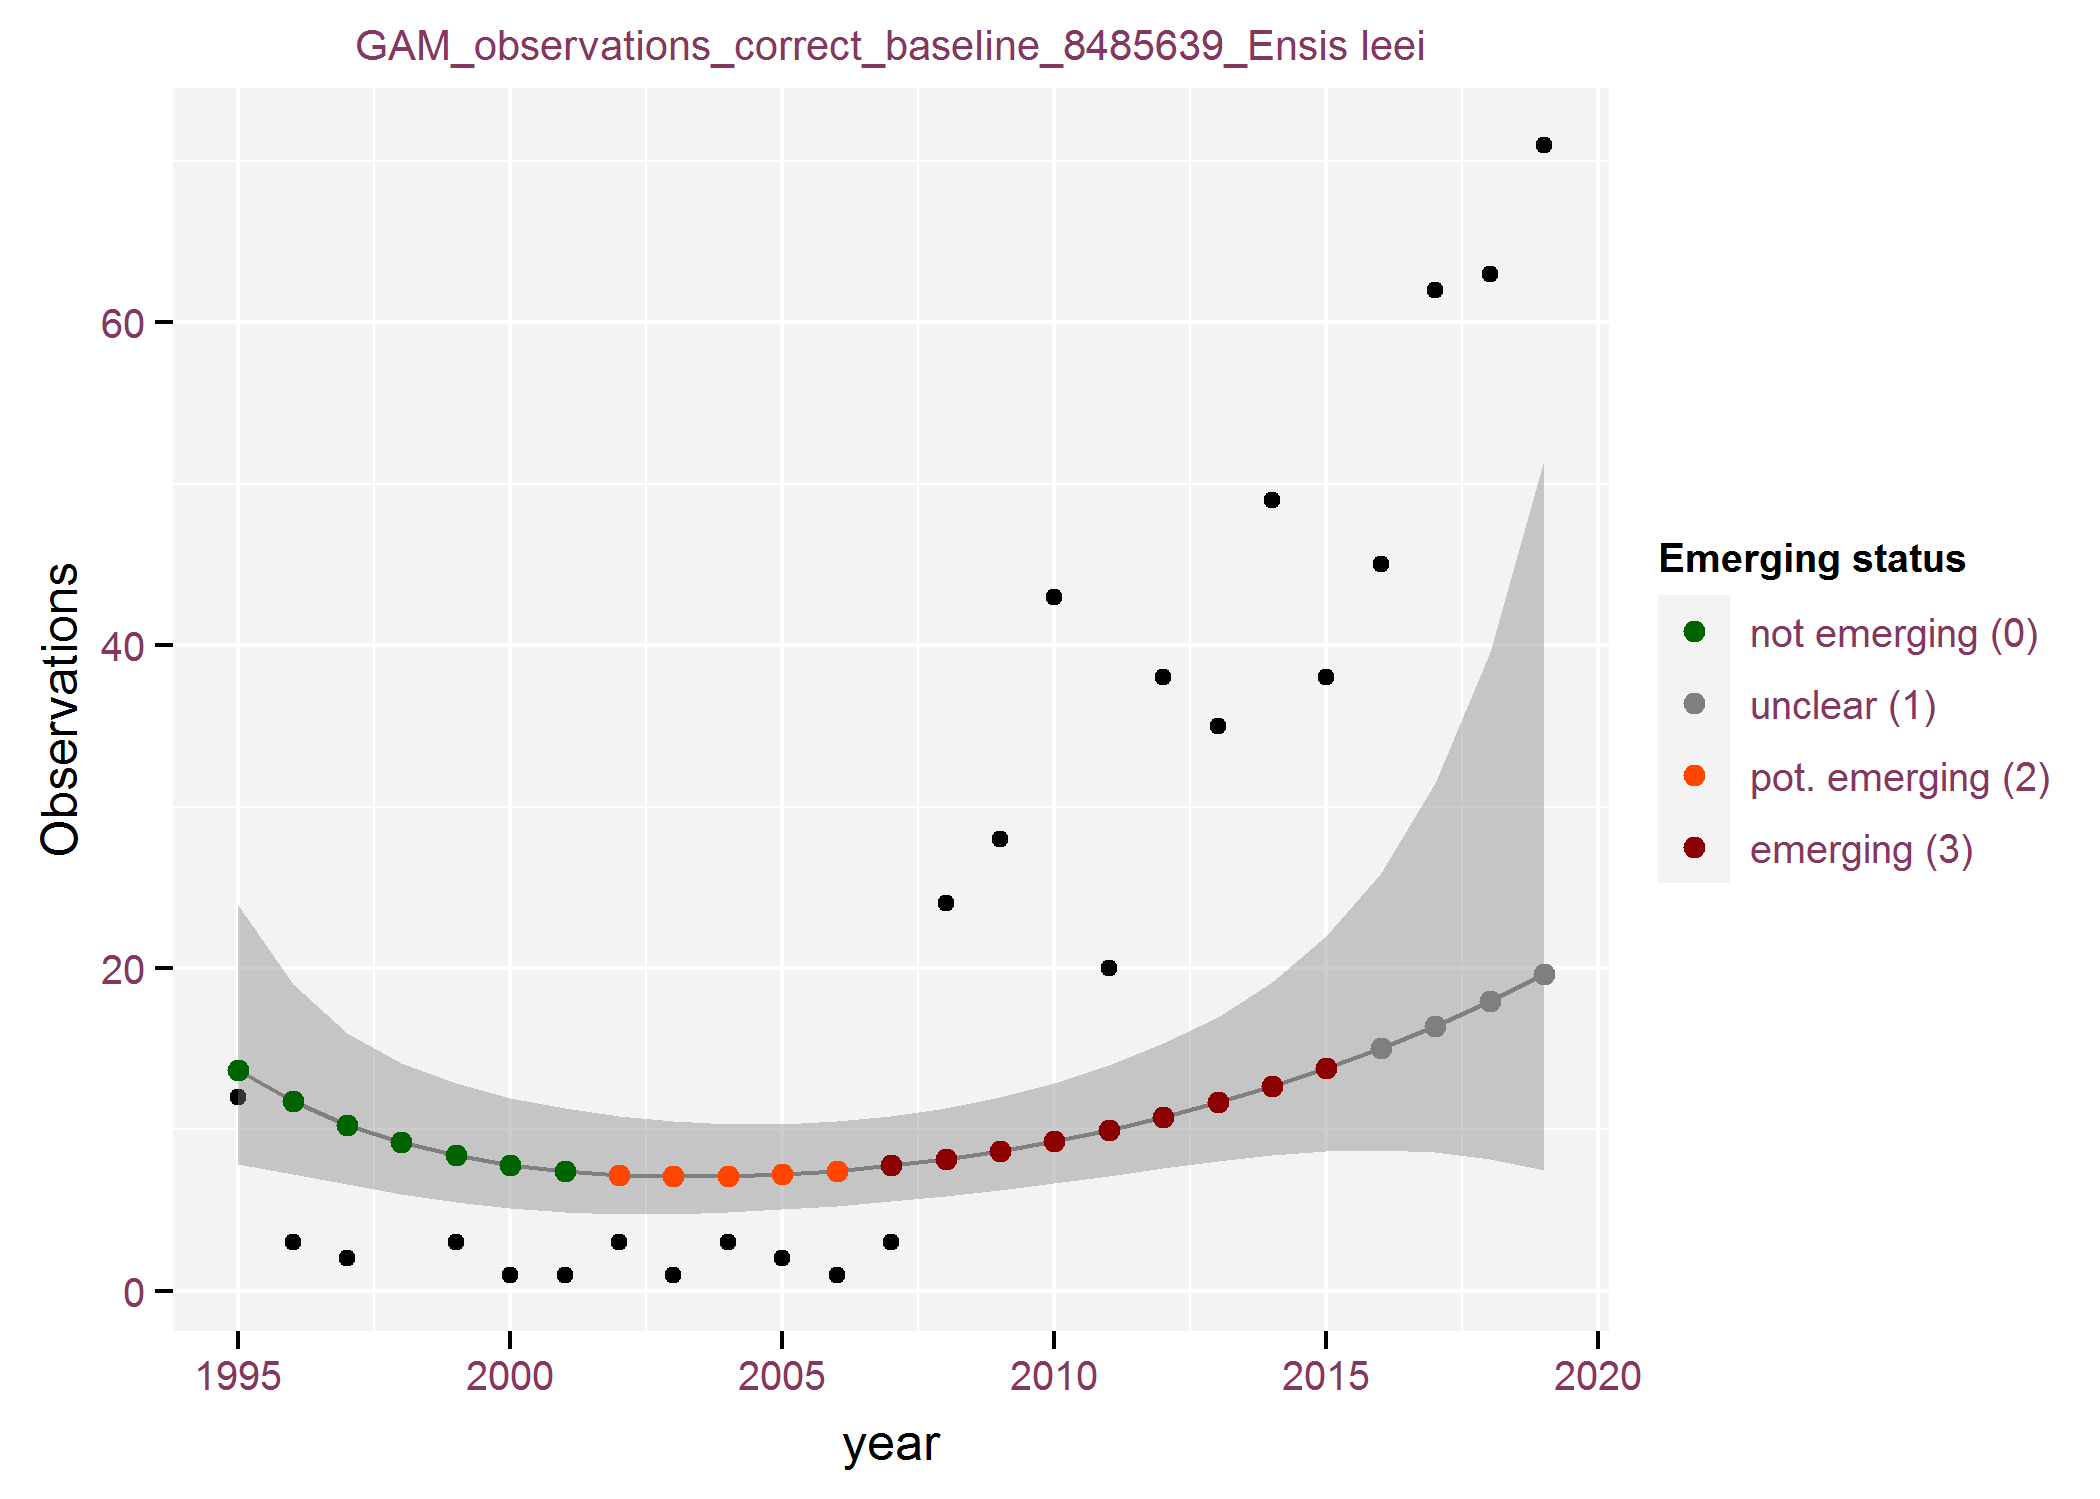 GAM_observations_correct_baseline_8485639_Ensis leei
Observations
60
40
20
0
1995 2000 2005 2010 2015 2020
year
Emerging status
not emerging (0)
unclear (1)
pot. emerging (2)
emerging (3)